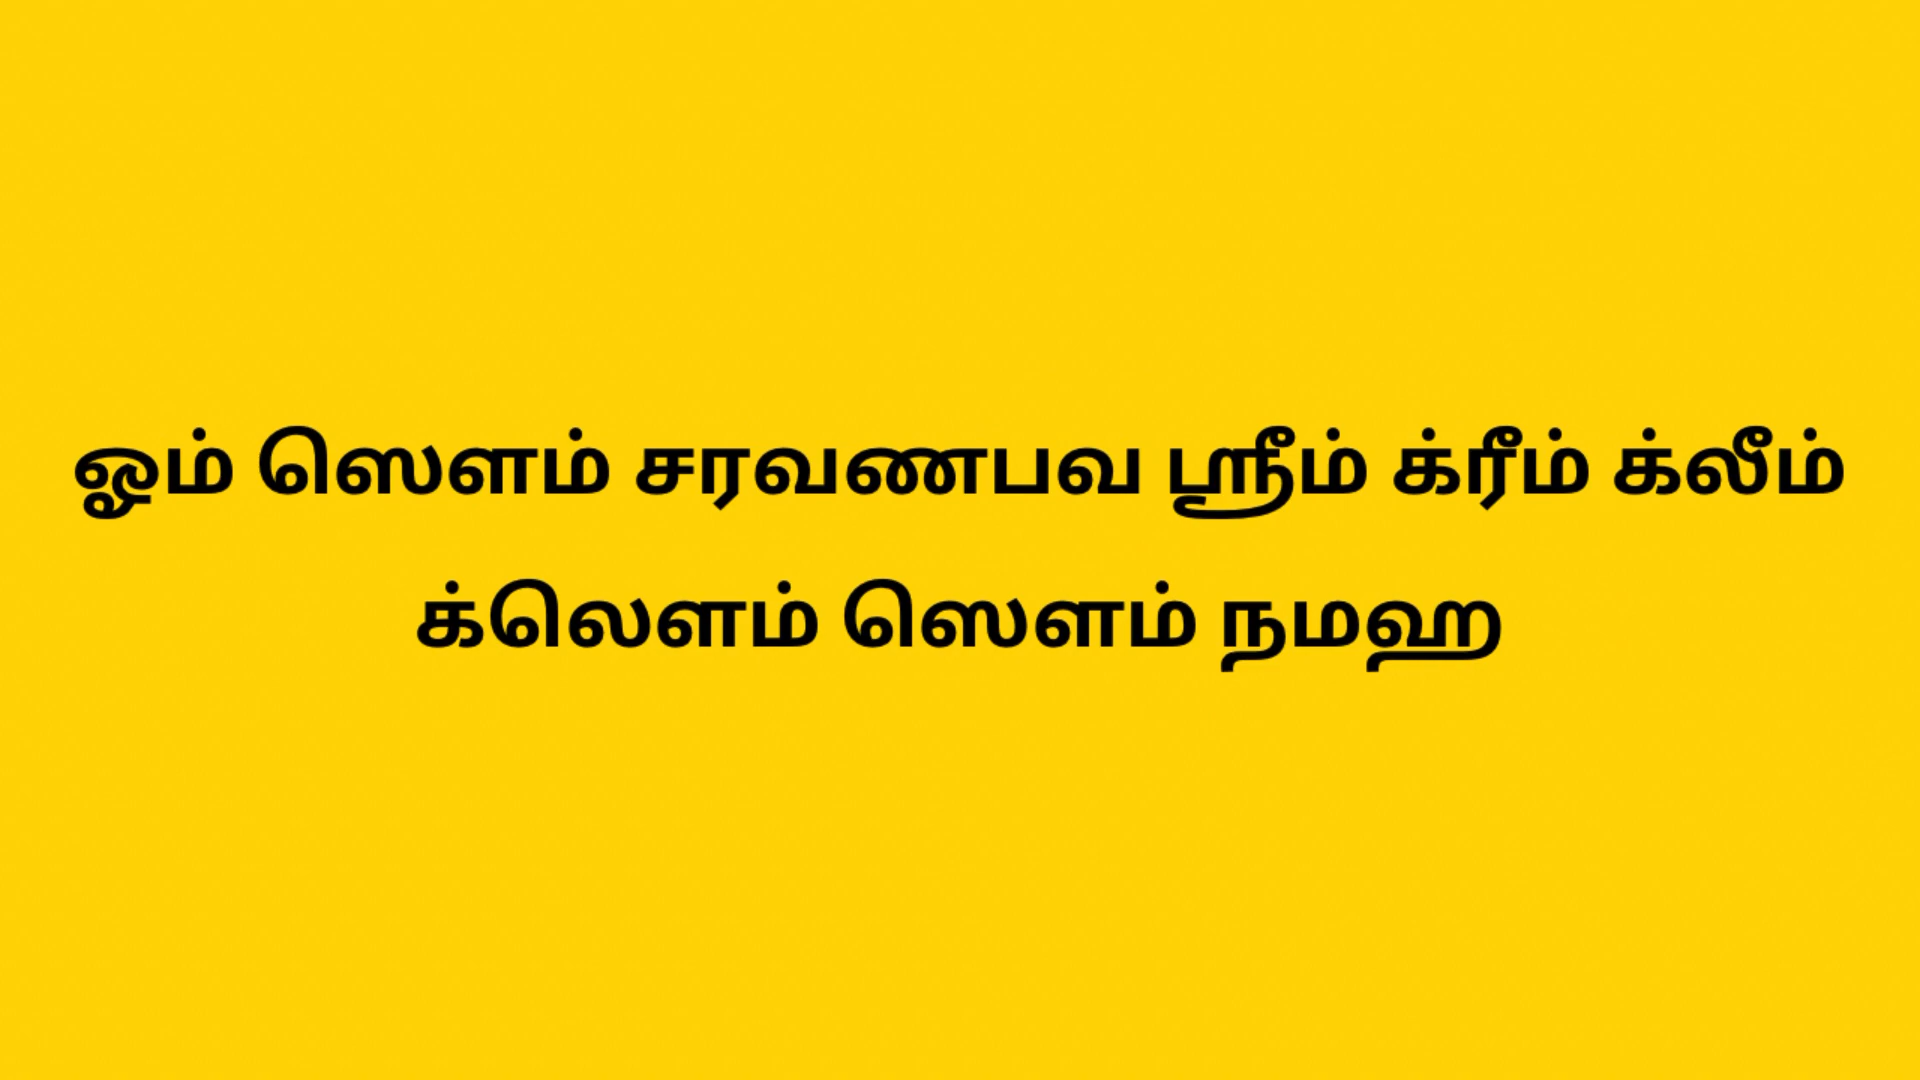 ஓம் ஸௌம் சரவணபவ ஸ்ரீம் க்ரீம் க்லீம்
க்லௌம் ஸௌம் நமஹ